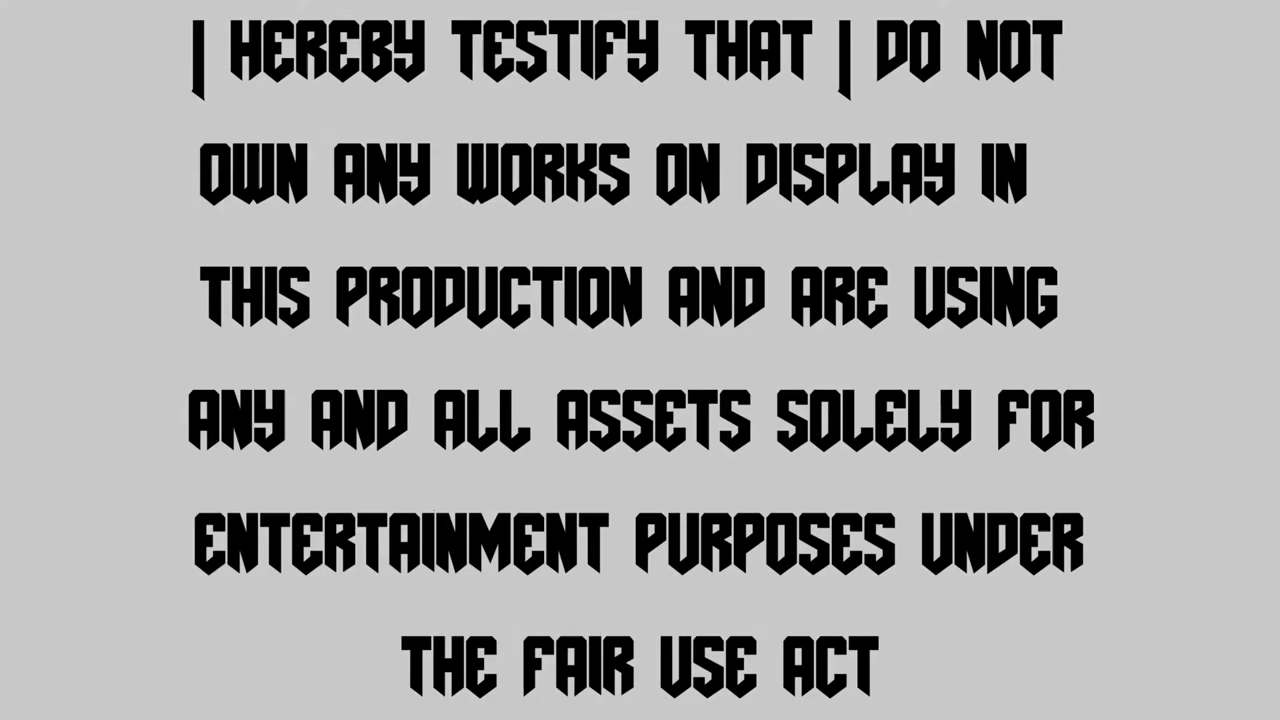 I HEREBY TESTIFY THAT I DO NOT
OWN ANY WORKS ON DISPLAY IN
THIS PRODUCTION AND ARE USING
ANY AND ALL ASSETS SOLELY FOR
ENTERTAINMENT PURPOSES UNDER
THE FAIR USE ACT